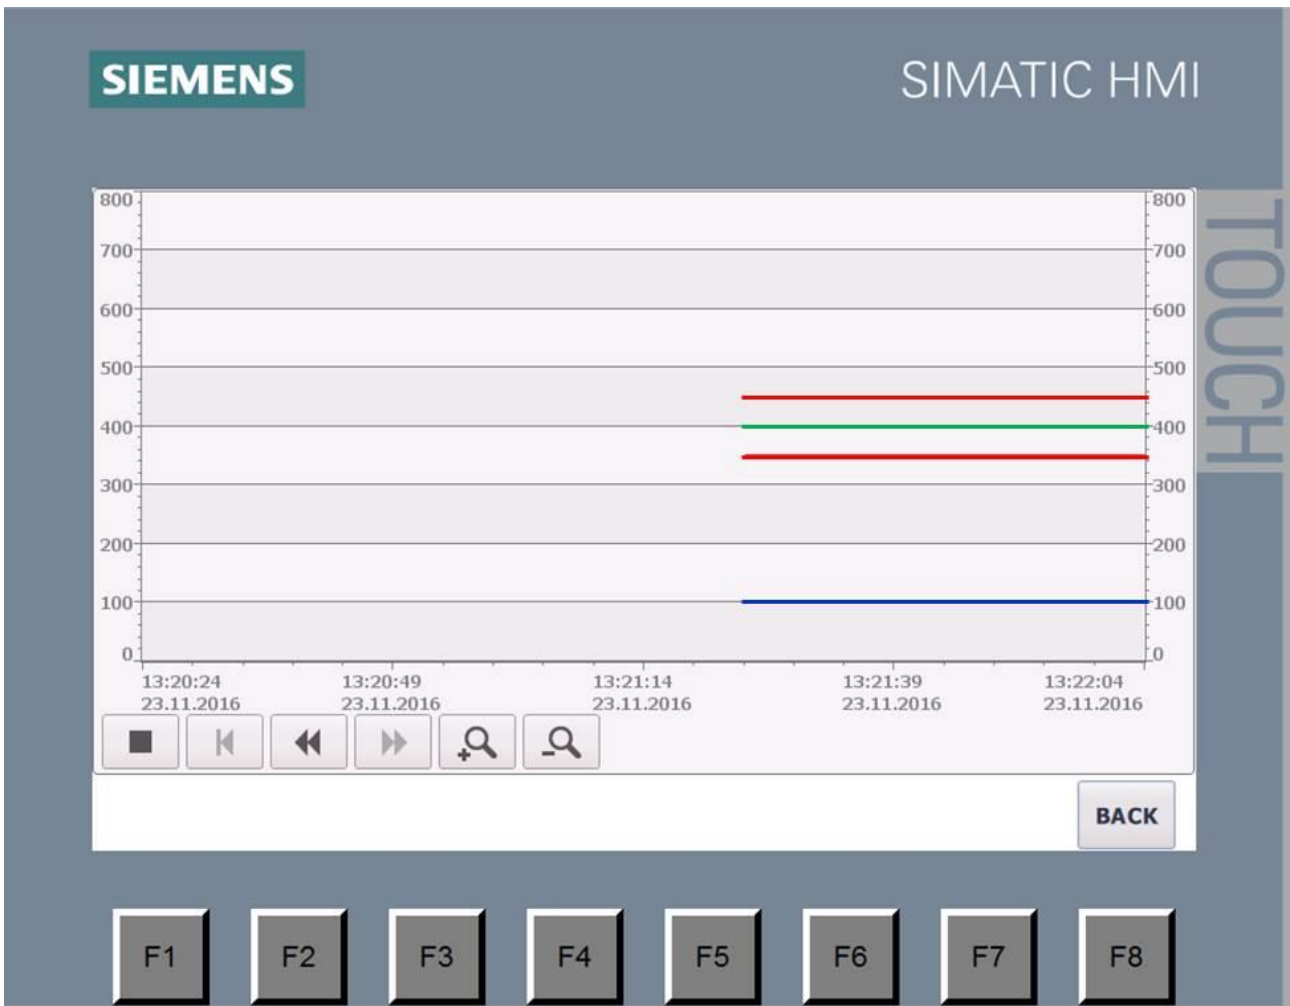 SIEMENS
SIMATIC HMI
TOUCH
800 800
700 700
600 600
500 500
400 400
300 300
200 200
100 100
0 0
13:20:24 13:20:49 13:21:14 13:21:39 13:22:04
23.11.2016 23.11.2016 23.11.2016 23.11.2016 23.11.2016
BACK
F1 F2 F3 F4 F5 F6 F7 F8